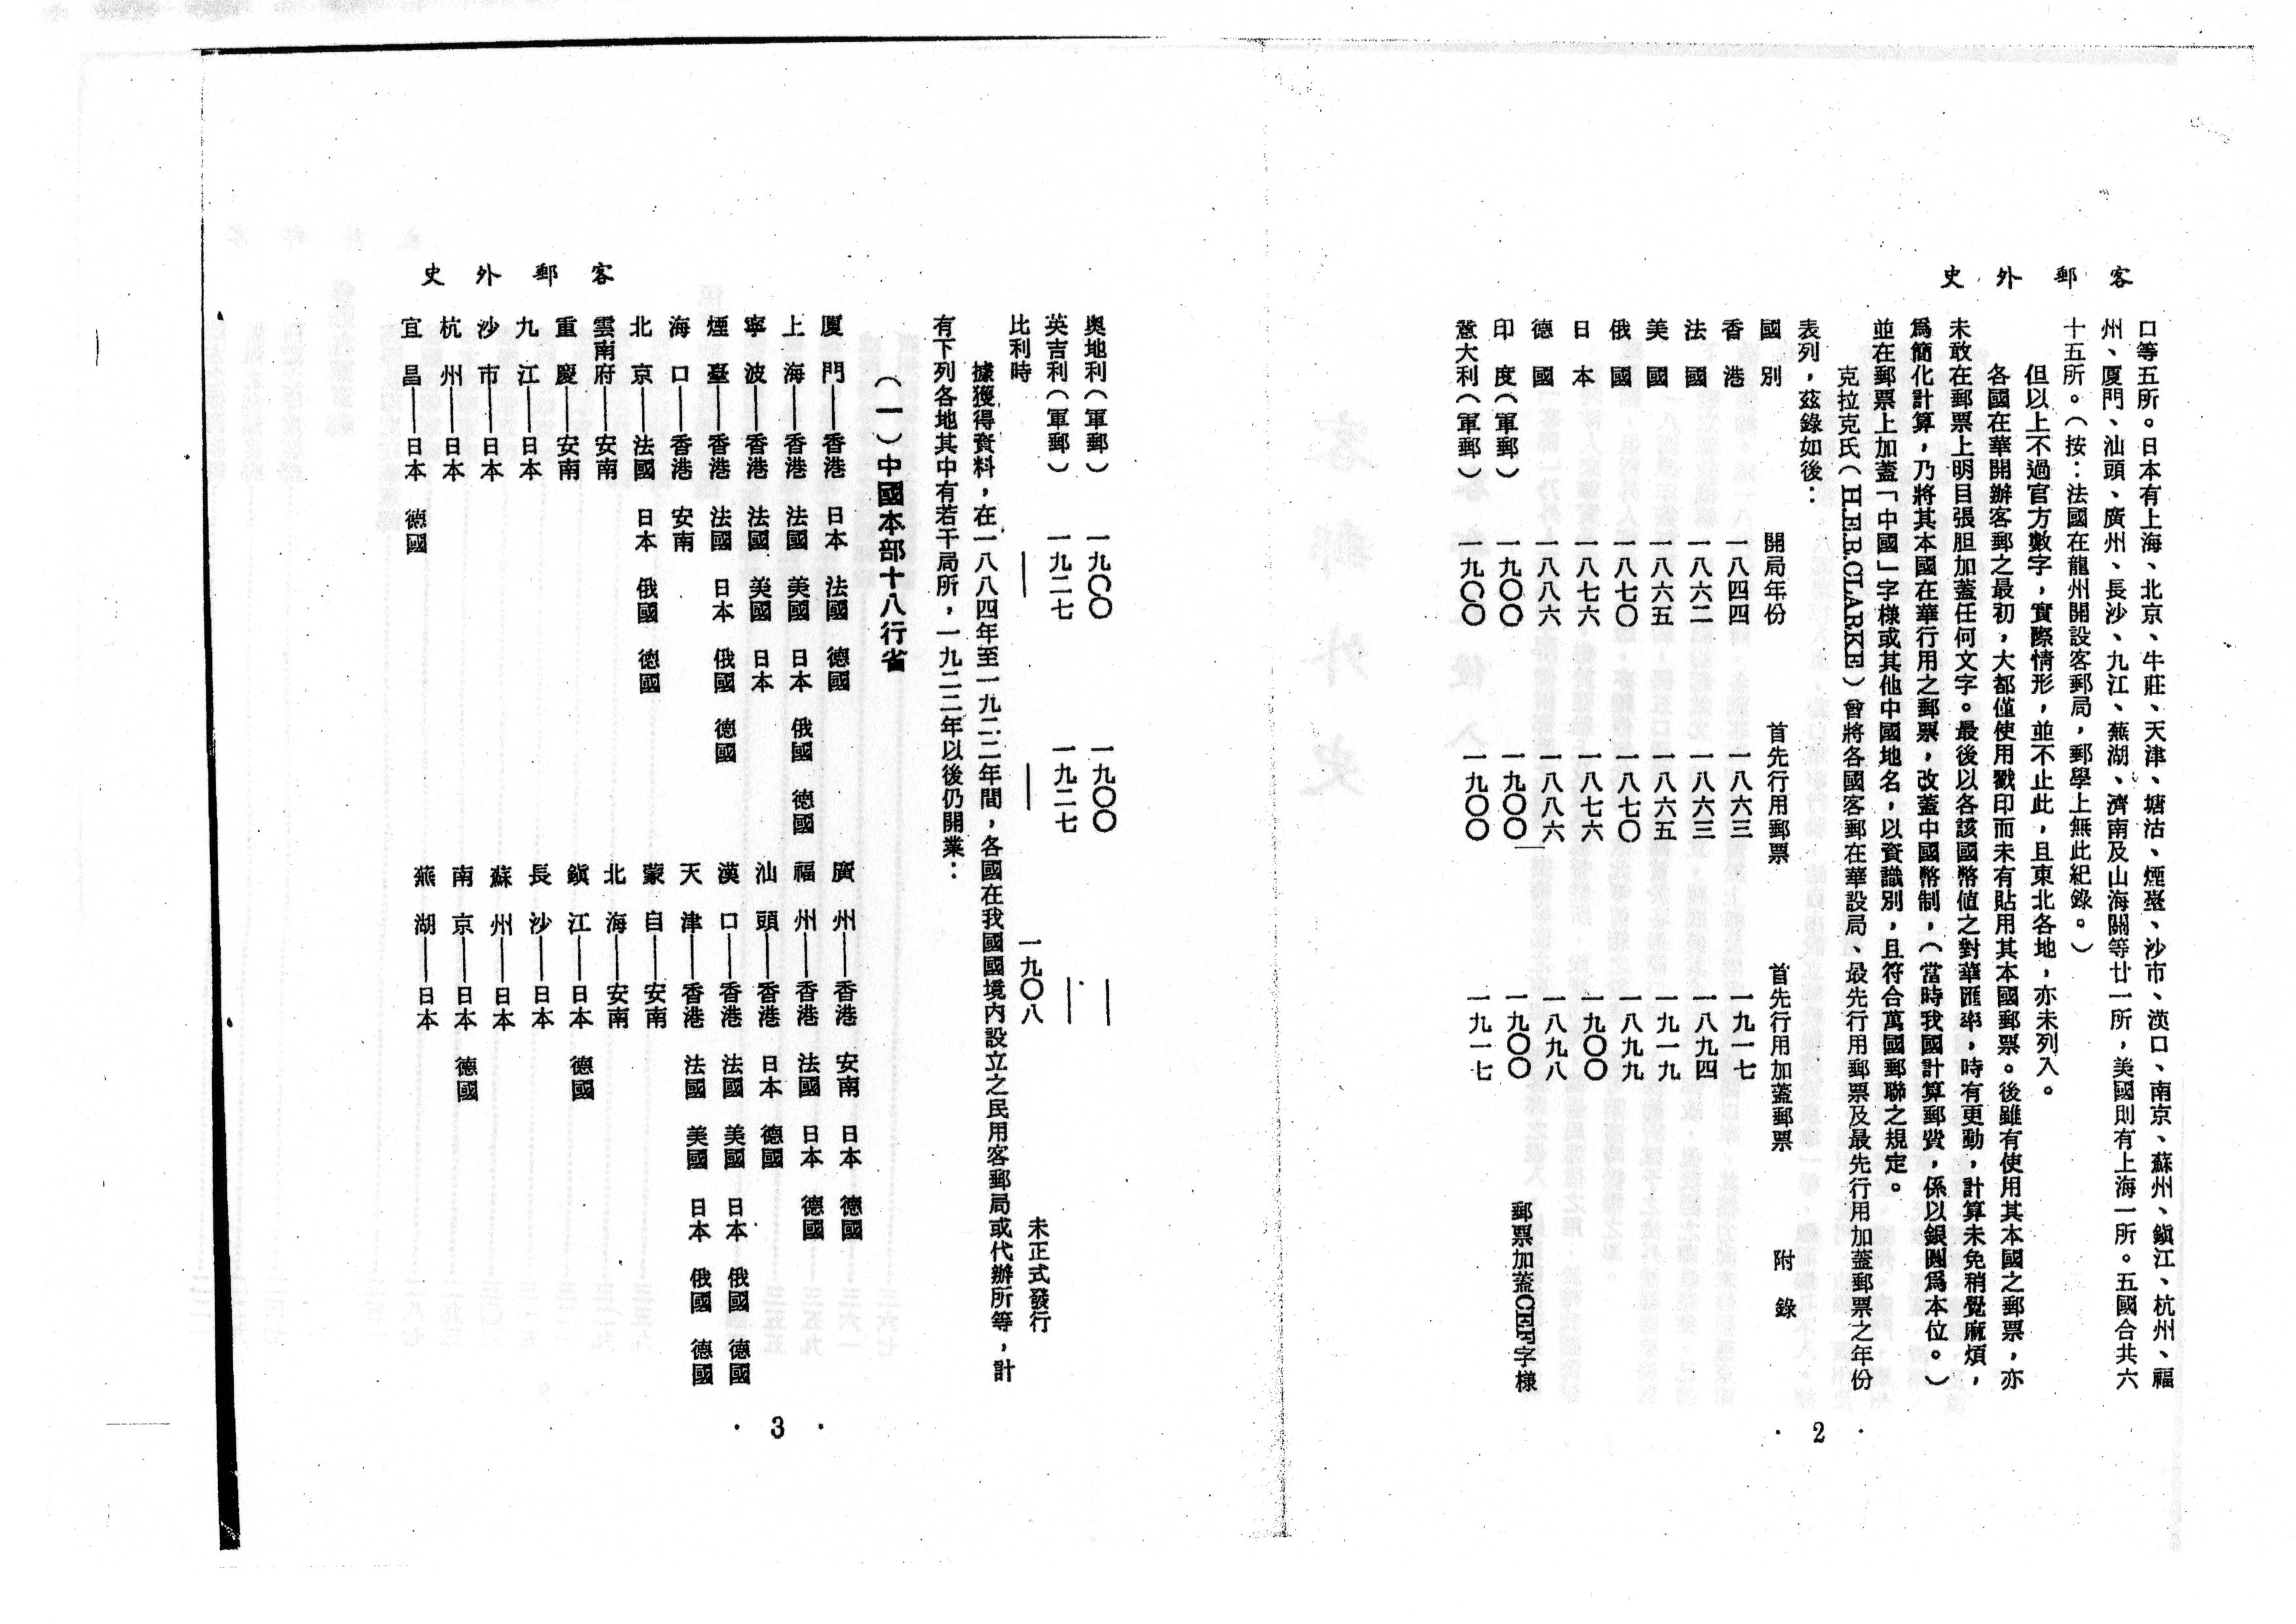 客郵外史
口等五所。日本有上海、北京、牛莊、天津、塘沽、煙臺、沙市、漢口、南京、蘇州、鎭江、杭州、福
州、厦門、汕頭、廣州、長沙、九江、蕪湖、濟南及山海關等廿一所，美國則有上海一所。五國合共六
十五所。（按：法國在龍州開設客郵局，郵學上無此紀錄。）
但以上不過官方數字，實際情形，並不止此，且東北各地，亦未列入。
各國在華開辦客郵之最初，大都僅使用戳印而未有貼用其本國郵票。後雖有使用其本國之郵票，亦
未敢在郵票上明目張胆加蓋任何文字。最後以各該國幣値之對華匯率，時有更動，計算未免稍覺麻煩，
爲簡化計算，乃將其本國在華行用之郵票，改蓋中國幣制，（當時我國計算郵費，係以銀圓爲本位。）
並在郵票上加蓋「中國」字樣或其他中國地名，以資識別，且符合萬國郵聯之規定。
克拉克氏（H.F.R.CLARKE）曾將各國客郵在華設局、最先行用郵票及最先行用加蓋郵票之年份
表列，茲錄如後：
國別　開局年份　首先行用郵票　首先行用加蓋郵票　附錄
香港　一八四四　一八六三　一九一七
法國　一八六二　一八六三　一八九四
美國　一八六五　一八六五　一九一九
俄國　一八七〇　一八七〇　一八九九
日本　一八七六　一八七六　一九〇〇
德國　一八八六　一八八六　一八九八
印度（軍郵）　一九〇〇　一九〇〇　一九〇〇　郵票加蓋CEF字樣
意大利（軍郵）　一九〇〇　一九〇〇　一九一七
· 2 ·
客郵外史
奧地利（軍郵）　一九〇〇　一九〇〇　——
英吉利（軍郵）　一九二七　一九二七　——
比利時　——　——　一九〇八　未正式發行
據獲得資料，在一八八四年至一九二二年間，各國在我國國境内設立之民用客郵局或代辦所等，計
有下列各地其中有若干局所，一九二二年以後仍開業：
（一）中國本部十八行省
厦門——香港　日本　法國　德國　廣州——香港　安南　日本　德國
上海——香港　法國　美國　日本　俄國　德國　福州——香港　法國　日本　德國
寧波——香港　法國　美國　日本　汕頭——香港　日本　德國
煙臺——香港　法國　日本　俄國　德國　漢口——香港　法國　美國　日本　俄國　德國
海口——香港　安南　天津——香港　法國　美國　日本　俄國　德國
北京——法國　日本　俄國　德國　蒙自——安南
雲南府——安南　北海——安南
重慶——安南　鎭江——日本　德國
九江——日本　長沙——日本
沙市——日本　蘇州——日本
杭州——日本　南京——日本　德國
宜昌——日本　德國　蕪湖——日本
· 3 ·